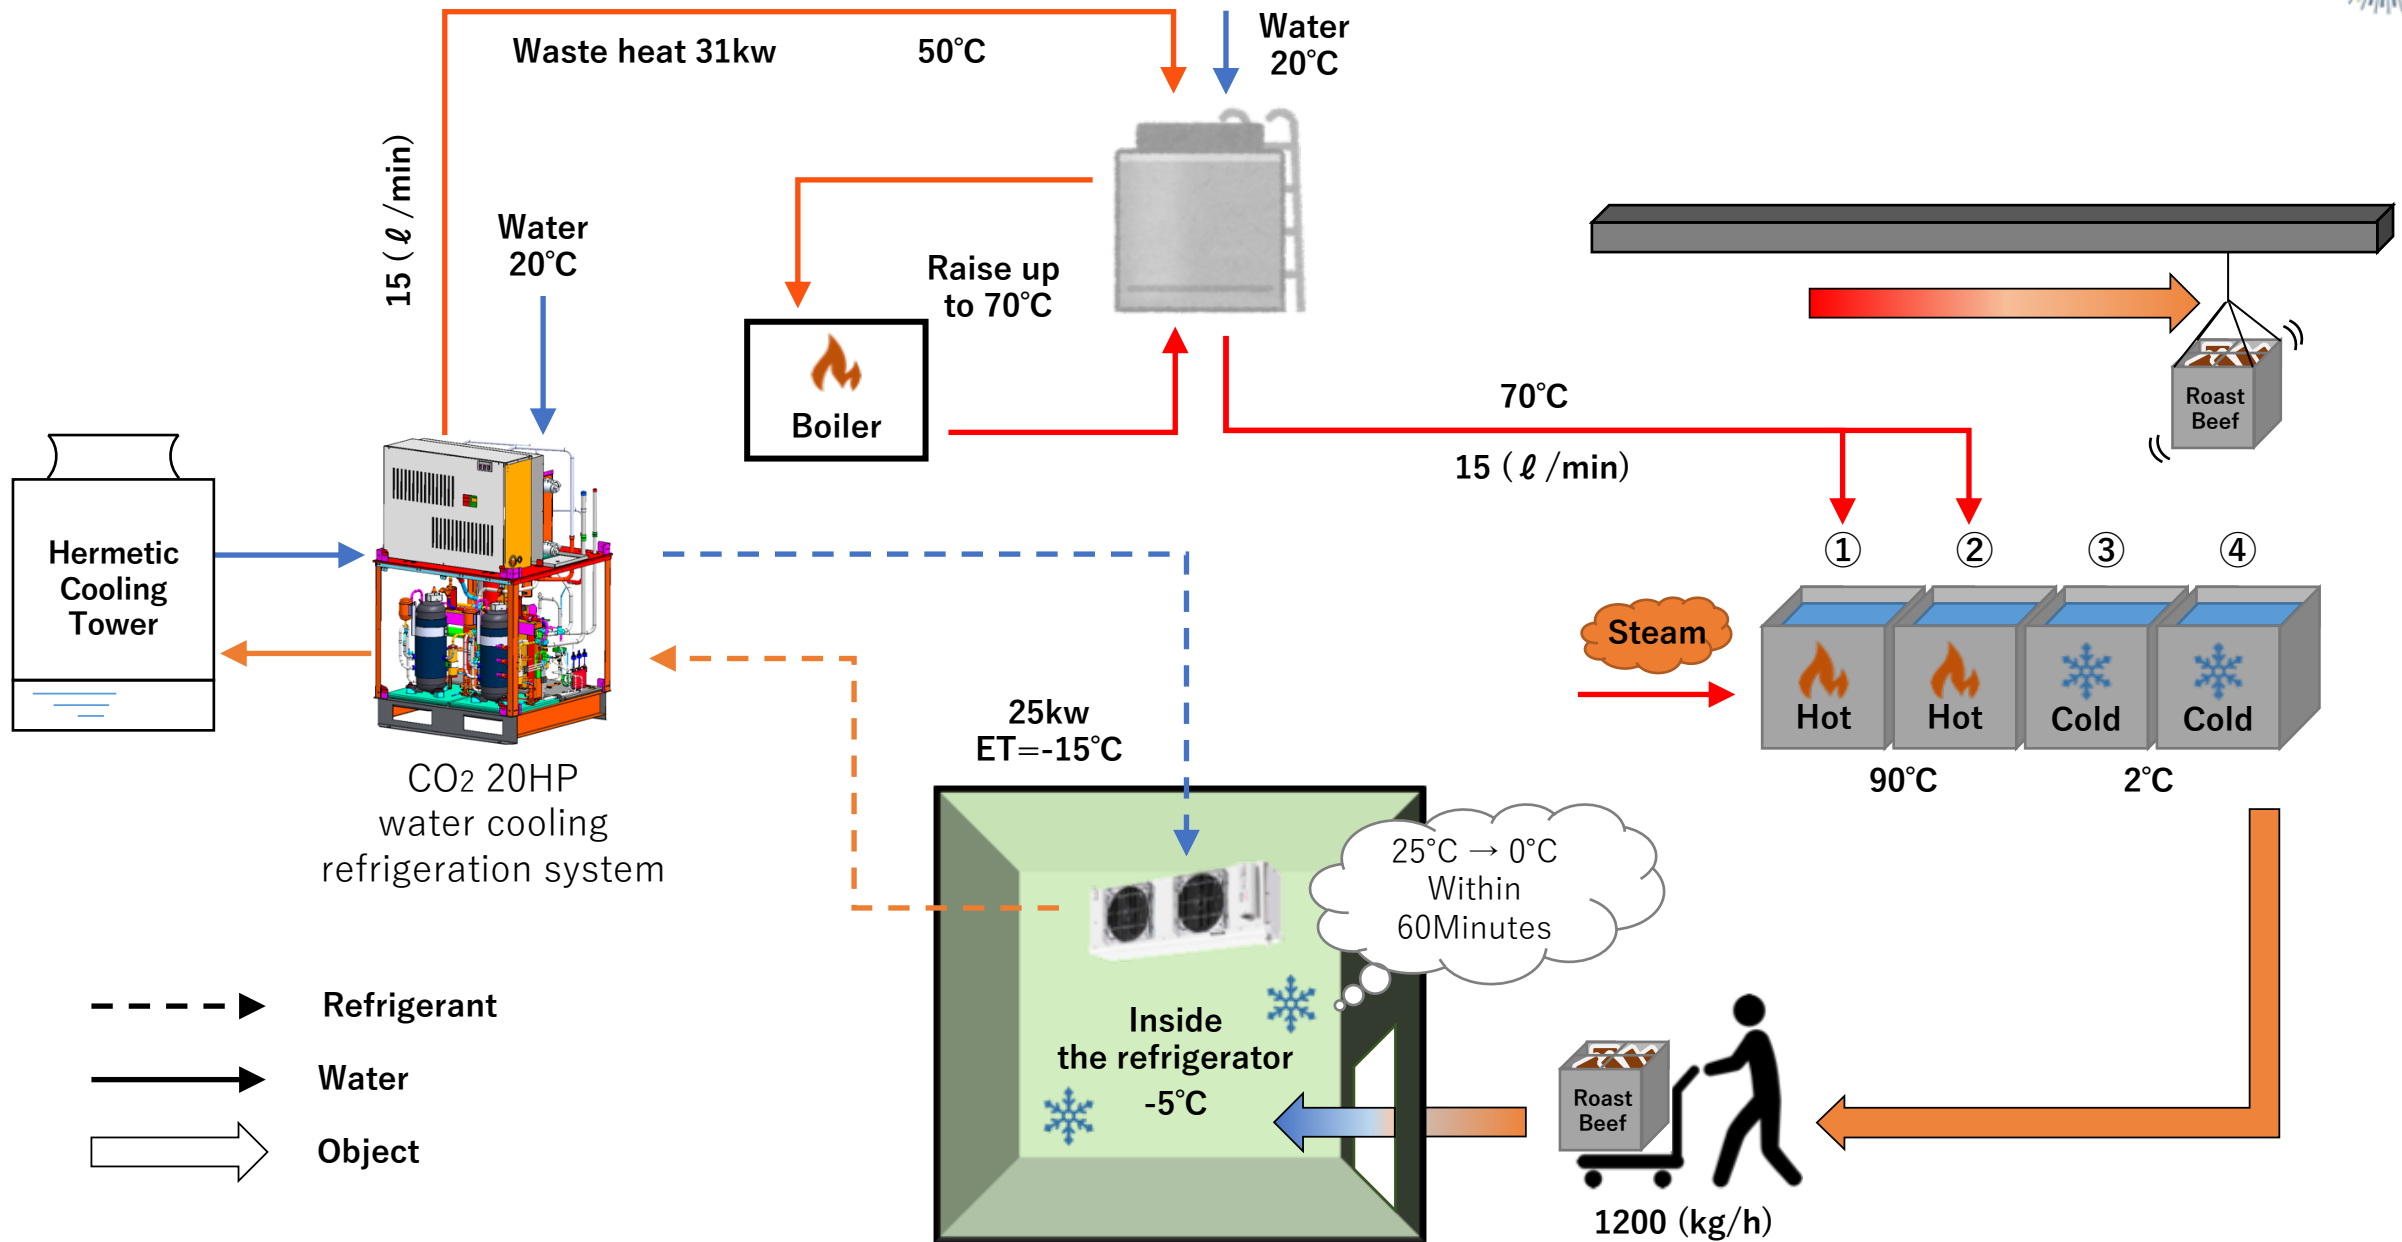 Waste heat 31kw
50℃
Water
20℃
15 (ℓ/min)
Water
20℃
Raise up
to 70℃
Boiler
70℃
15 (ℓ/min)
Roast
Beef
Hermetic
Cooling
Tower
①
②
③
④
Steam
Hot
Hot
Cold
Cold
90℃
2℃
CO2 20HP
water cooling
refrigeration system
25kw
ET=-15℃
25°C → 0°C
Within
60Minutes
Inside
the refrigerator
-5℃
Roast
Beef
1200 (kg/h)
Refrigerant
Water
Object